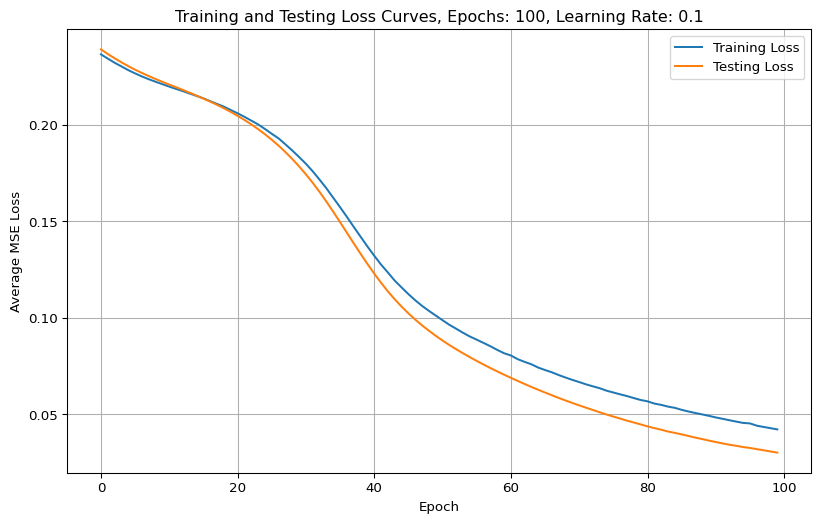 Training and Testing Loss Curves, Epochs: 100, Learning Rate: 0.1
Training Loss
Testing Loss
Average MSE Loss
0.20
0.15
0.10
0.05
0 20 40 60 80 100
Epoch